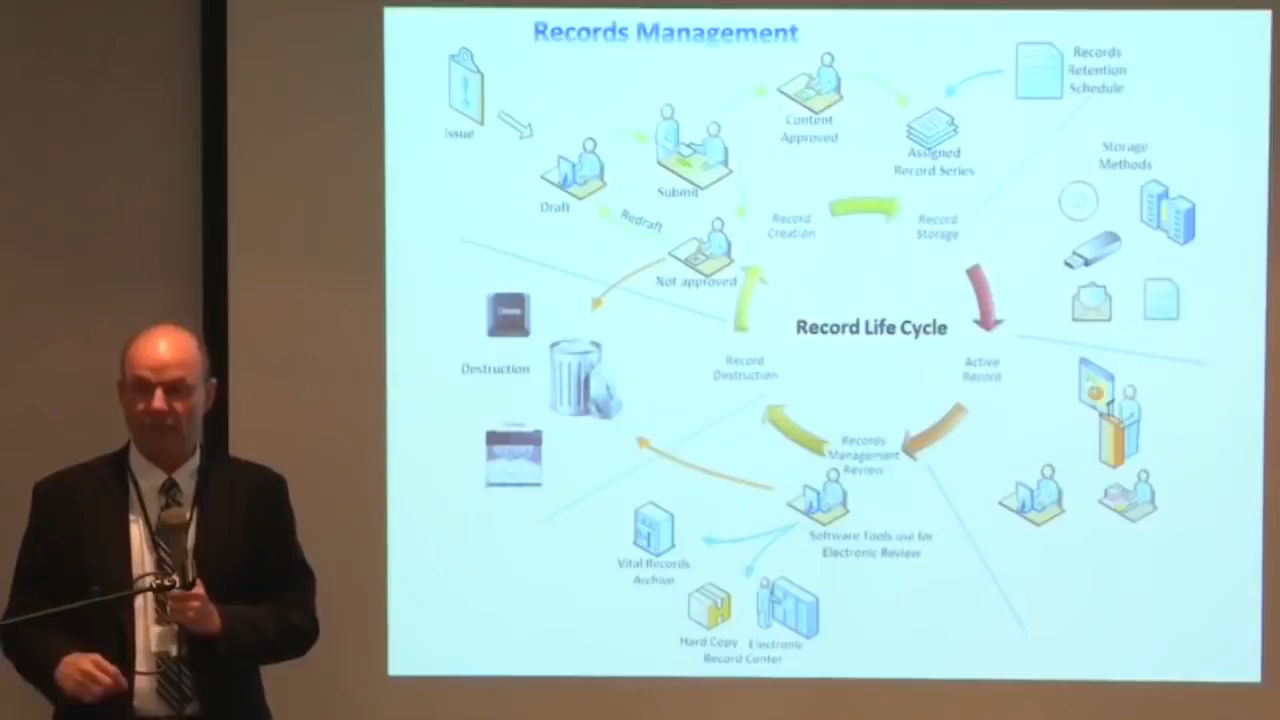 Records Management
Issue
Draft
Submit
Redraft
Not approved
Content
Approved
Assigned
Record Series
Records
Retention
Schedule
Storage
Methods
Record
Creation
Record
Storage
Record Life Cycle
Active
Record
Records
Management
Review
Record
Destruction
Destruction
Software Tools use for
Electronic Review
Vital Records
Archive
Hard Copy
Electronic
Record Center